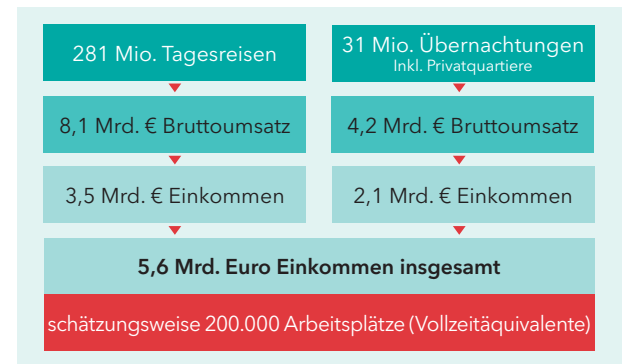 281 Mio. Tagesreisen
8,1 Mrd. € Bruttoumsatz
3,5 Mrd. € Einkommen
31 Mio. Übernachtungen
Inkl. Privatquartiere
4,2 Mrd. € Bruttoumsatz
2,1 Mrd. € Einkommen
5,6 Mrd. Euro Einkommen insgesamt
schätzungsweise 200.000 Arbeitsplätze (Vollzeitäquivalente)